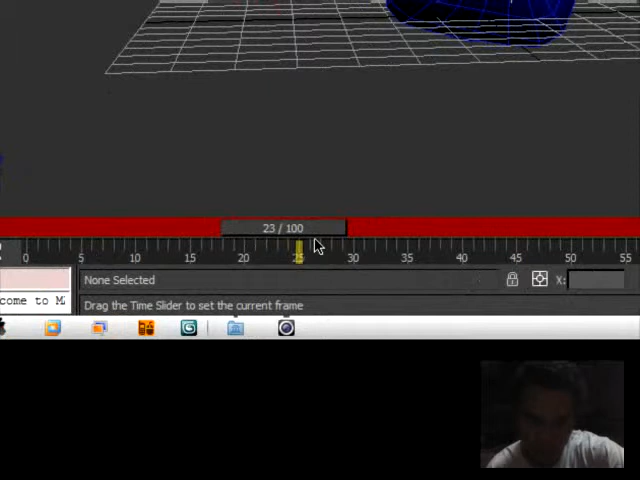 23 / 100
0 5 10 15 20 25 30 35 40 45 50 55
None Selected
X:
come to M
Drag the Time Slider to set the current frame